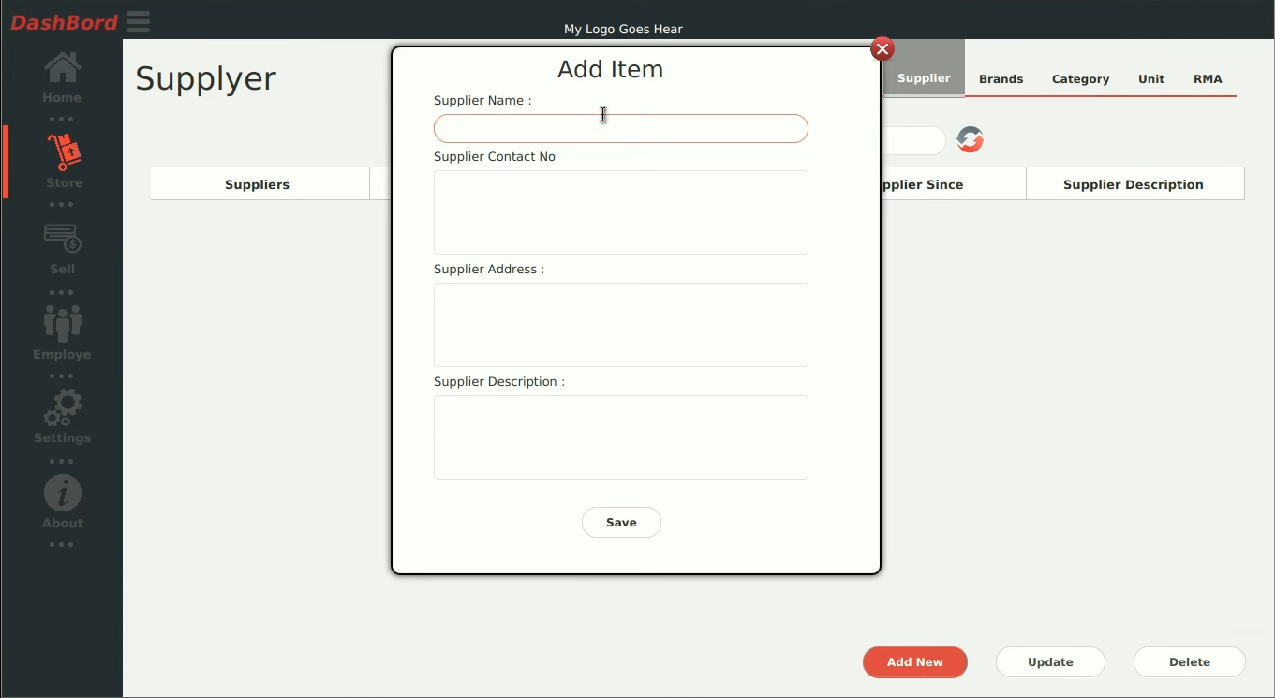 DashBord
My Logo Goes Hear
Home
Store
Sell
Employe
Settings
About
Supplyer
Supplier Brands Category Unit RMA
Suppliers
pplier Since
Supplier Description
Add Item
Supplier Name :
Supplier Contact No
Supplier Address :
Supplier Description :
Save
Add New
Update
Delete